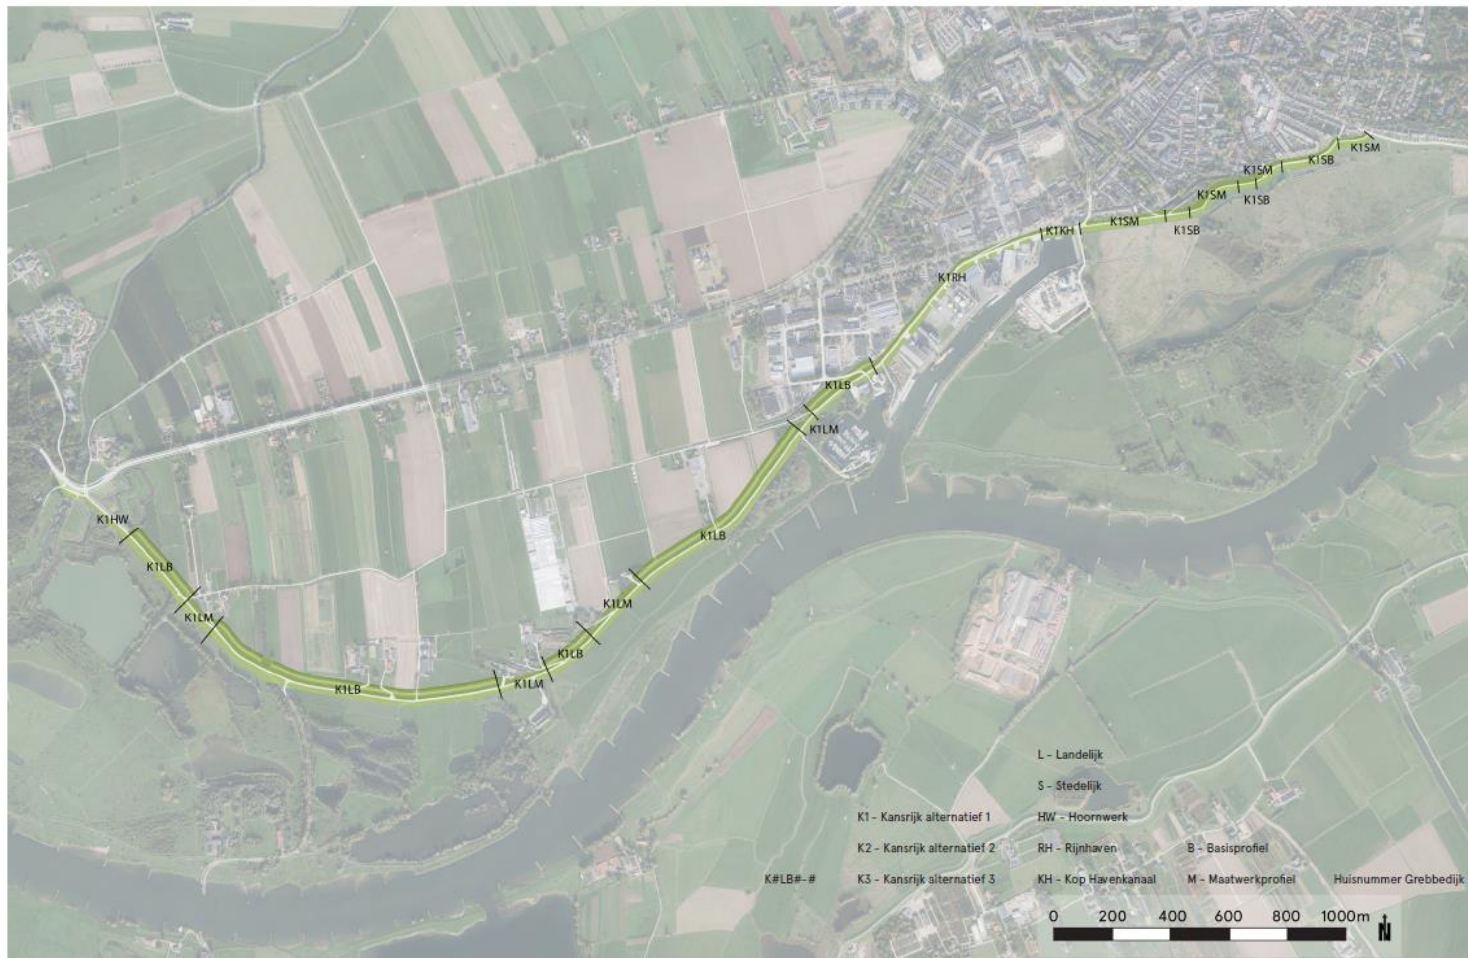 K1SM
K1SB
K1SM
K1SM
K1SB
K1SM
K1SB
K1KH
K1RH
K1LB
K1LM
K1HW
K1LB
K1LB
K1LM
K1LM
K1LB
K1LB
K1LM
L - Landelijk
S - Stedelijk
K1 - Kansrijk alternatief 1 HW - Hoornwerk
K2 - Kansrijk alternatief 2 RH - Rijnhaven B - Basisprofiel
K#LB#-# K3 - Kansrijk alternatief 3 KH - Kop Havenkanaal M - Maatwerkprofiel Huisnummer Grebbedijk
0 200 400 600 800 1000m
N